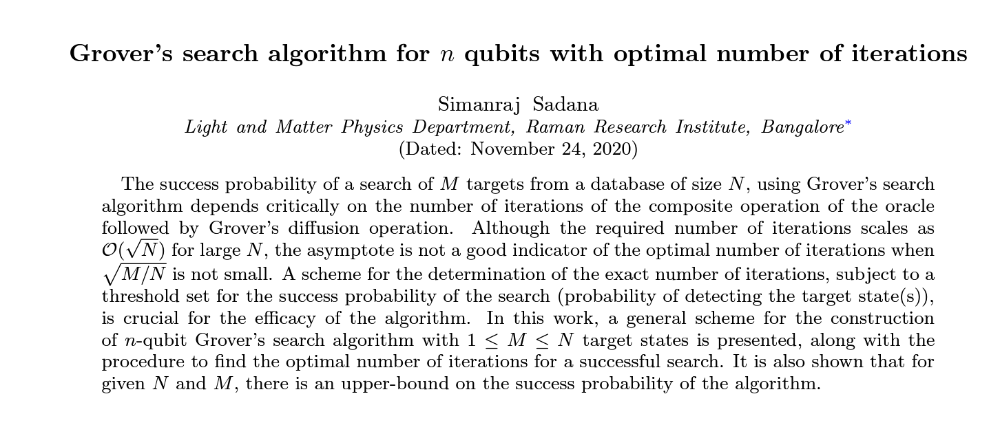 Grover's search algorithm for n qubits with optimal number of iterations
Simanraj Sadana
Light and Matter Physics Department, Raman Research Institute, Bangalore*
(Dated: November 24, 2020)
The success probability of a search of M targets from a database of size N, using Grover's search
algorithm depends critically on the number of iterations of the composite operation of the oracle
followed by Grover's diffusion operation. Although the required number of iterations scales as
𝒪(√N) for large N, the asymptote is not a good indicator of the optimal number of iterations when
√M/N is not small. A scheme for the determination of the exact number of iterations, subject to a
threshold set for the success probability of the search (probability of detecting the target state(s)),
is crucial for the efficacy of the algorithm. In this work, a general scheme for the construction
of n-qubit Grover's search algorithm with 1 ≤ M ≤ N target states is presented, along with the
procedure to find the optimal number of iterations for a successful search. It is also shown that for
given N and M, there is an upper-bound on the success probability of the algorithm.